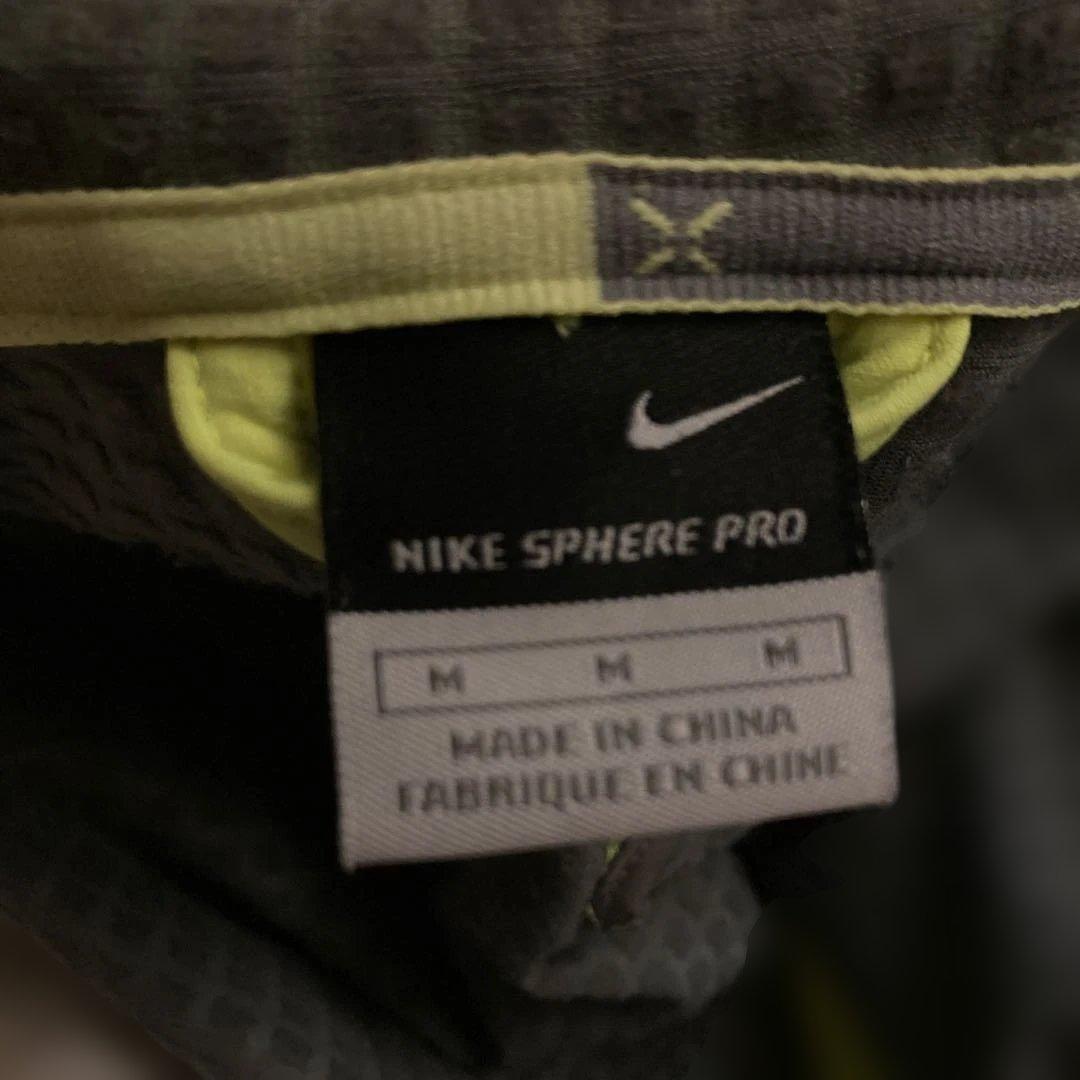 NIKE SPHERE PRO
M M M
MADE IN CHINA
FABRIQUE EN CHINE